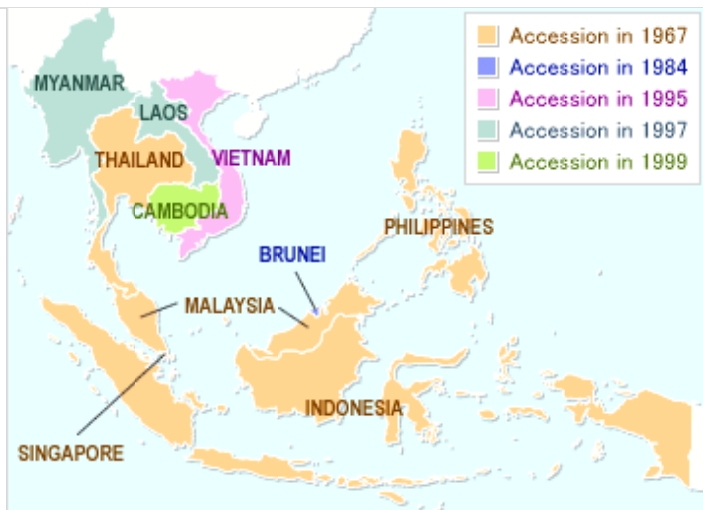 Accession in 1967
Accession in 1984
Accession in 1995
Accession in 1997
Accession in 1999
MYANMAR
LAOS
THAILAND
VIETNAM
CAMBODIA
PHILIPPINES
BRUNEI
MALAYSIA
INDONESIA
SINGAPORE